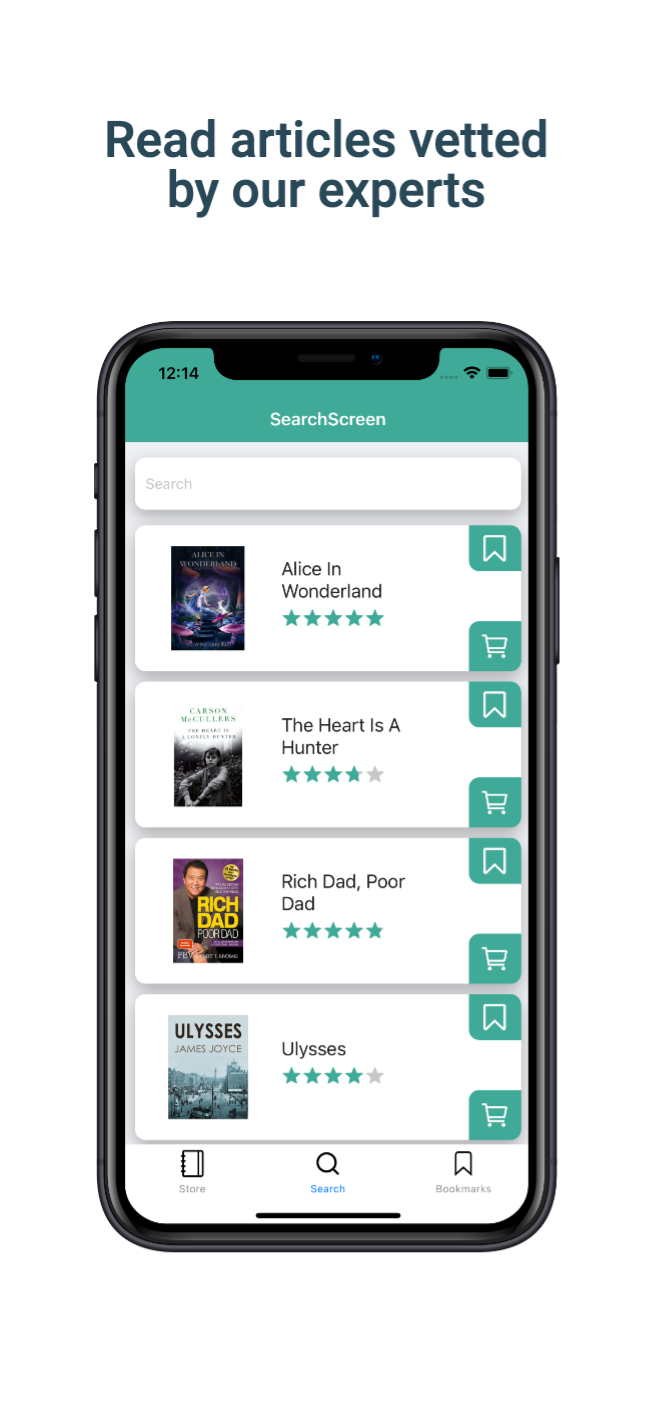 Read articles vetted
by our experts
12:14
SearchScreen
Search
ALICE IN
WONDERLAND
Alice In
Wonderland
CARSON
McCULLERS
THE HEART IS
A LONELY HUNTER
The Heart Is A
Hunter
RICH
DAD
POOR DAD
Rich Dad, Poor
Dad
ULYSSES
JAMES JOYCE
Ulysses
Store
Search
Bookmarks